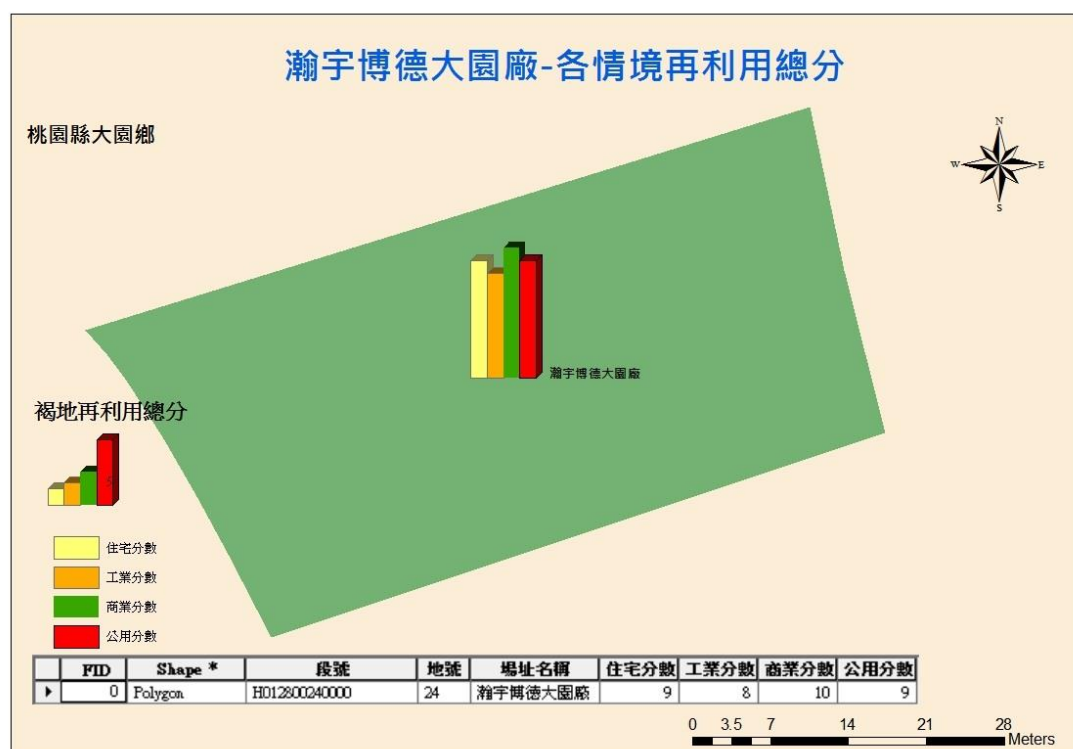 瀚宇博德大園廠-各情境再利用總分
桃園縣大園鄉
N
W E
S
瀚宇博德大園廠
褐地再利用總分
5
住宅分數
工業分數
商業分數
公用分數
FID Shape * 段號 地號 場址名稱 住宅分數 工業分數 商業分數 公用分數
0 Polygon H012800240000 24 瀚宇博德大園廠 9 8 10 9
0 3.5 7 14 21 28
Meters